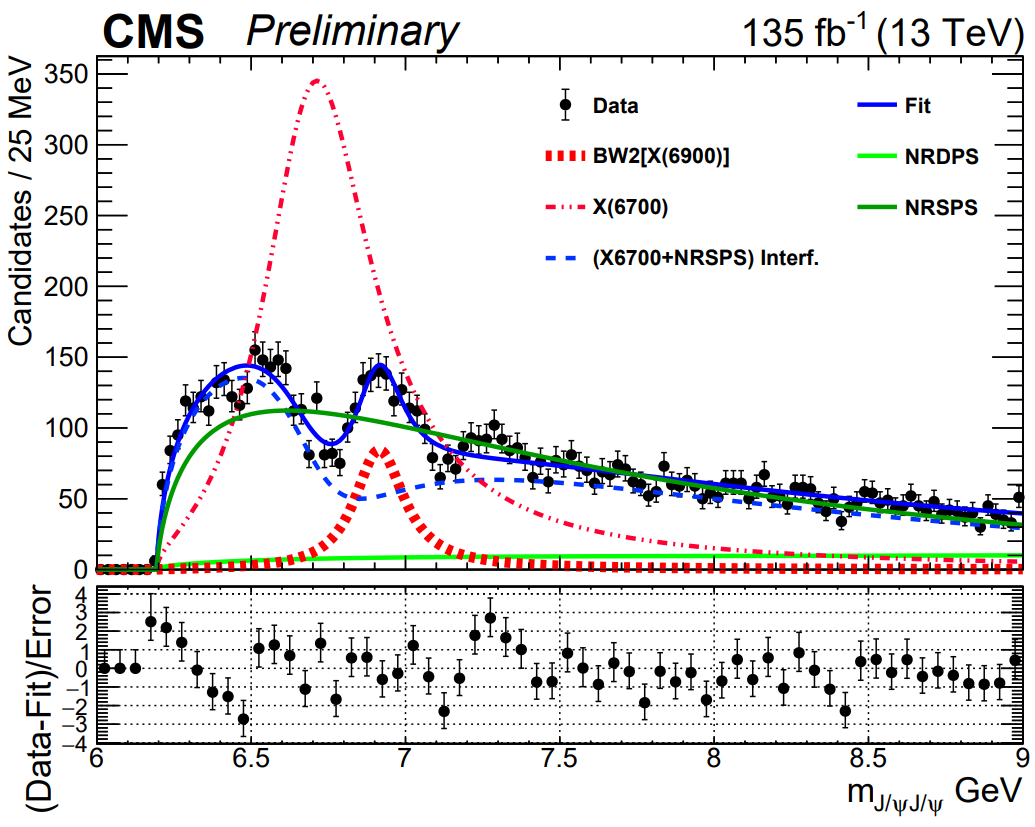 CMS Preliminary 135 fb⁻¹ (13 TeV)
Candidates / 25 MeV
350
300
250
200
150
100
50
0
Data
BW2[X(6900)]
X(6700)
(X6700+NRSPS) Interf.
Fit
NRDPS
NRSPS
(Data-Fit)/Error
4
3
2
1
0
−1
−2
−3
−4
6 6.5 7 7.5 8 8.5 9
m_{J/ψJ/ψ} GeV